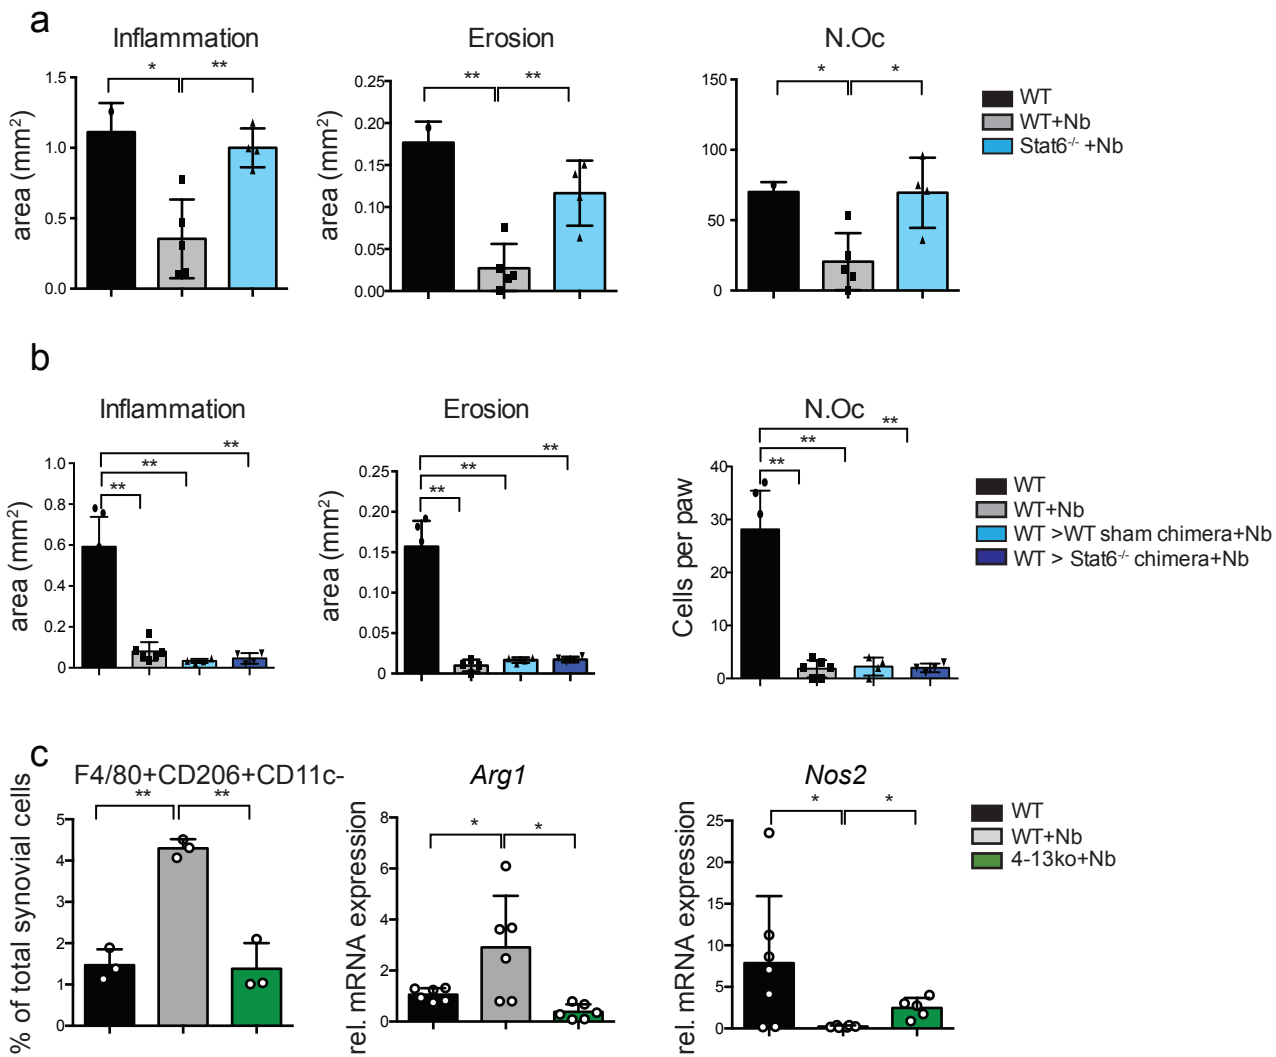 a
Inflammation
Erosion
N.Oc
* **
** **
* *
area (mm²)
1.5
1.0
0.5
0.0
area (mm²)
0.25
0.20
0.15
0.10
0.05
0.00
150
100
50
0
WT
WT+Nb
Stat6-/- +Nb
b
Inflammation
Erosion
N.Oc
**
**
**
**
**
**
**
**
**
area (mm²)
1.0
0.8
0.6
0.4
0.2
0
area (mm²)
0.25
0.20
0.15
0.10
0.05
0
Cells per paw
40
30
20
10
0
WT
WT+Nb
WT >WT sham chimera+Nb
WT > Stat6-/- chimera+Nb
c
F4/80+CD206+CD11c-
Arg1
Nos2
** **
* *
* *
% of total synovial cells
5
4
3
2
1
0
rel. mRNA expression
8
6
4
2
0
rel. mRNA expression
25
20
15
10
5
0
WT
WT+Nb
4-13ko+Nb